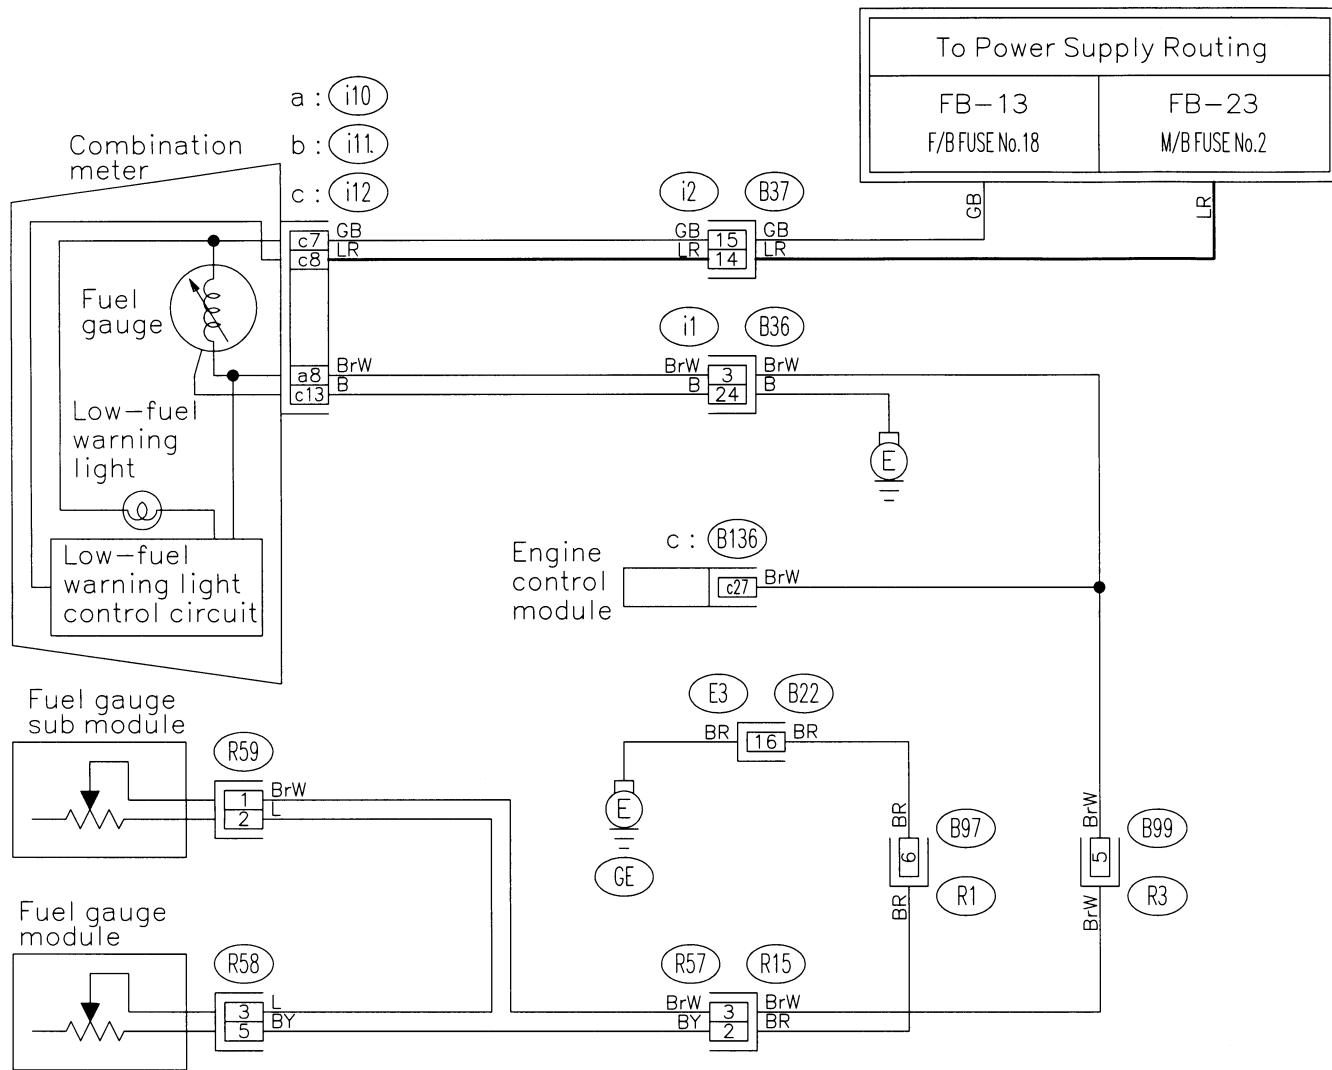 To Power Supply Routing
FB-13
F/B FUSE No.18
FB-23
M/B FUSE No.2
GB
LR
a : i10
b : i11.
c : i12
Combination
meter
i2
B37
c7
GB
GB
15
GB
c8
LR
LR
14
LR
Fuel
gauge
i1
B36
a8
BrW
BrW
3
BrW
c13
B
B
24
B
Low-fuel
warning
light
E
Low-fuel
warning light
control circuit
Engine
control
module
c : B136
c27
BrW
Fuel gauge
sub module
R59
1
BrW
2
L
E3
B22
BR
16
BR
E
GE
BR
6
BR
B97
R1
BrW
5
BrW
B99
R3
Fuel gauge
module
R58
3
L
5
BY
R57
R15
BrW
3
BrW
BY
2
BR